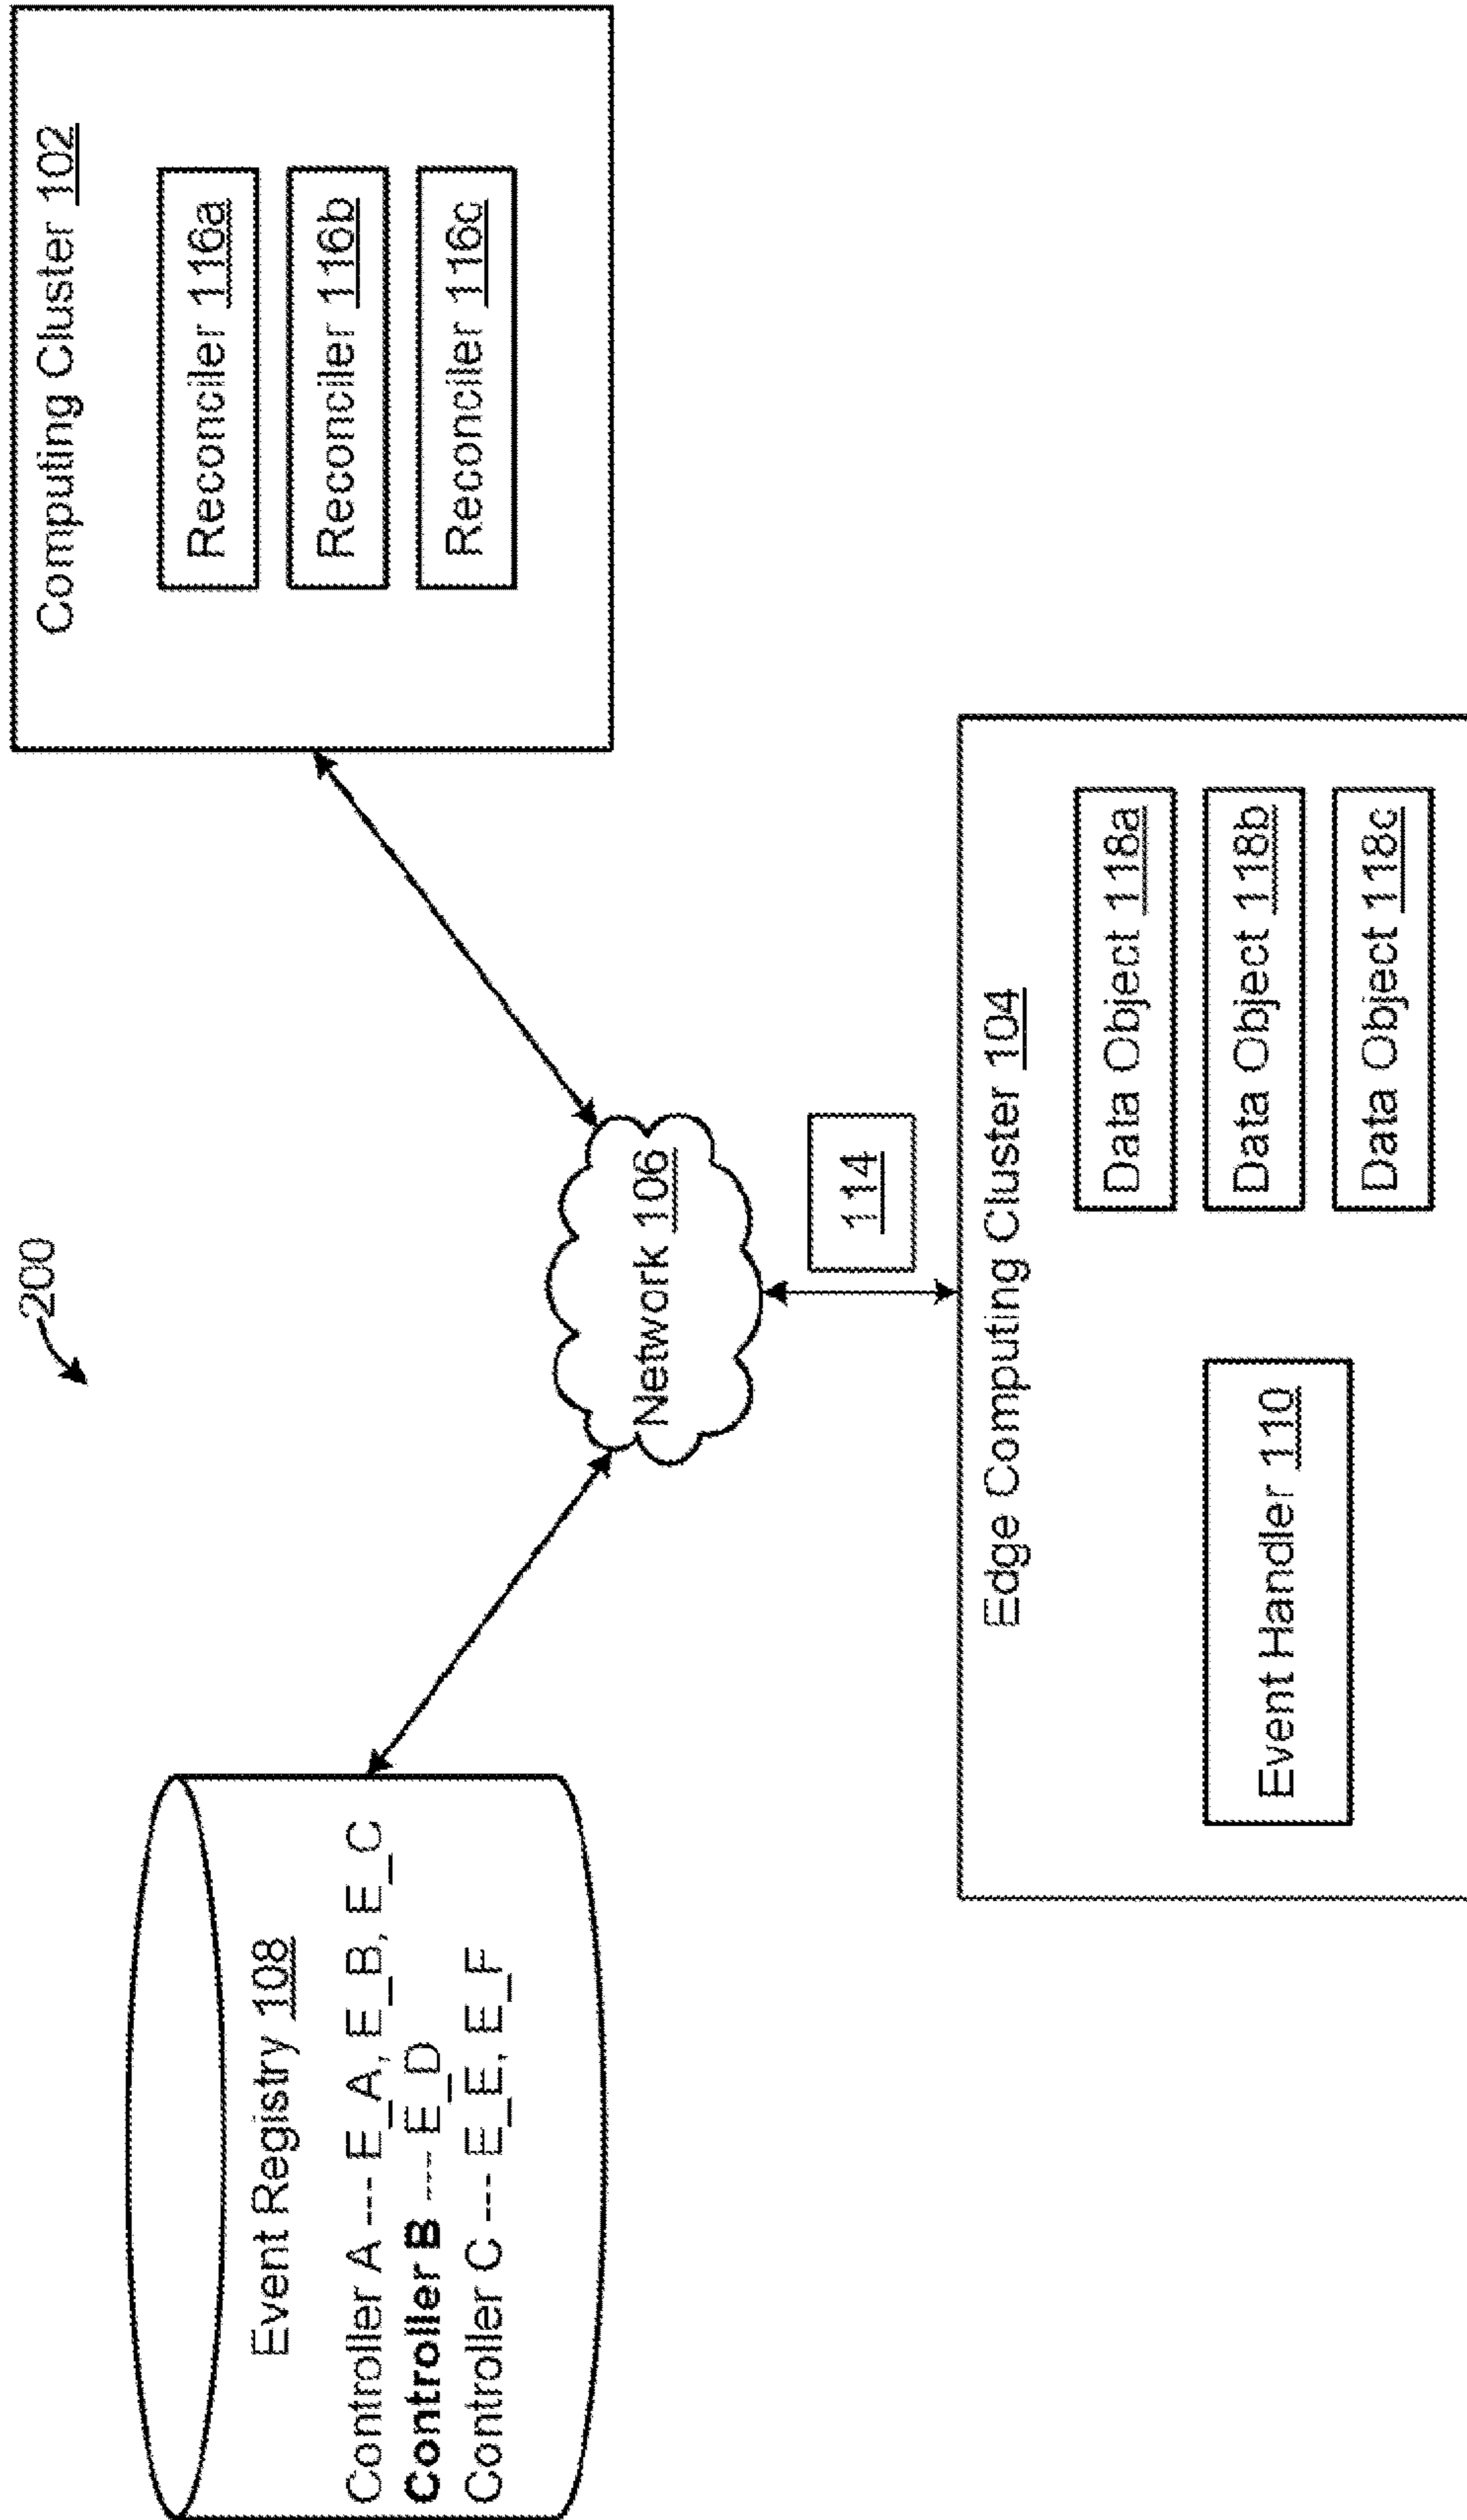 200
Event Registry 108
Controller A --- E_A, E_B, E_C
Controller B --- E_D
Controller C --- E_E, E_F
Network 106
Computing Cluster 102
Reconciler 116a
Reconciler 116b
Reconciler 116c
114
Edge Computing Cluster 104
Event Handler 110
Data Object 118a
Data Object 118b
Data Object 118c